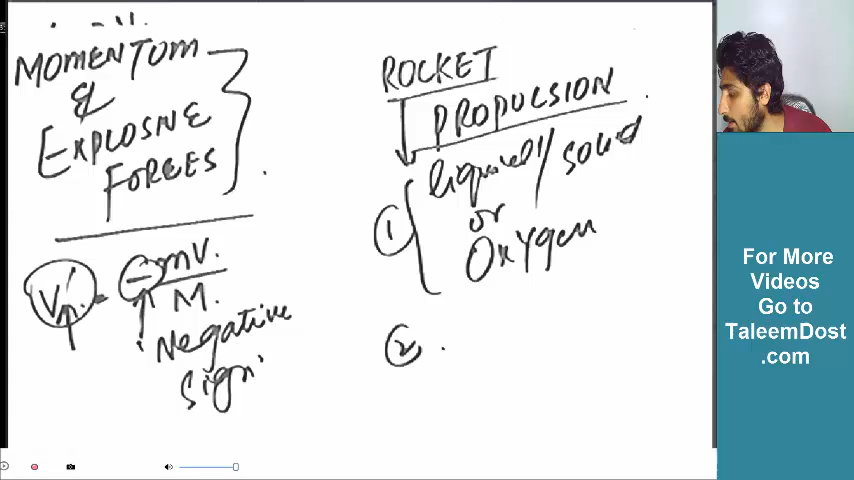 MOMENTOM
&
EXPLOSIVE
FORCES
V' = - mV.
M.
Negative
Sign
ROCKET
PROPULSION
① liquid / solid
or
Oxygen
②
For More
Videos
Go to
TaleemDost
.com